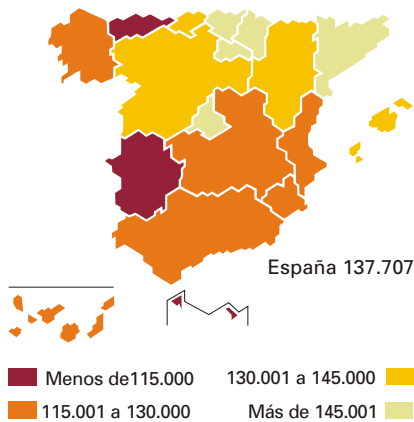 España 137.707
Menos de115.000
130.001 a 145.000
115.001 a 130.000
Más de 145.001